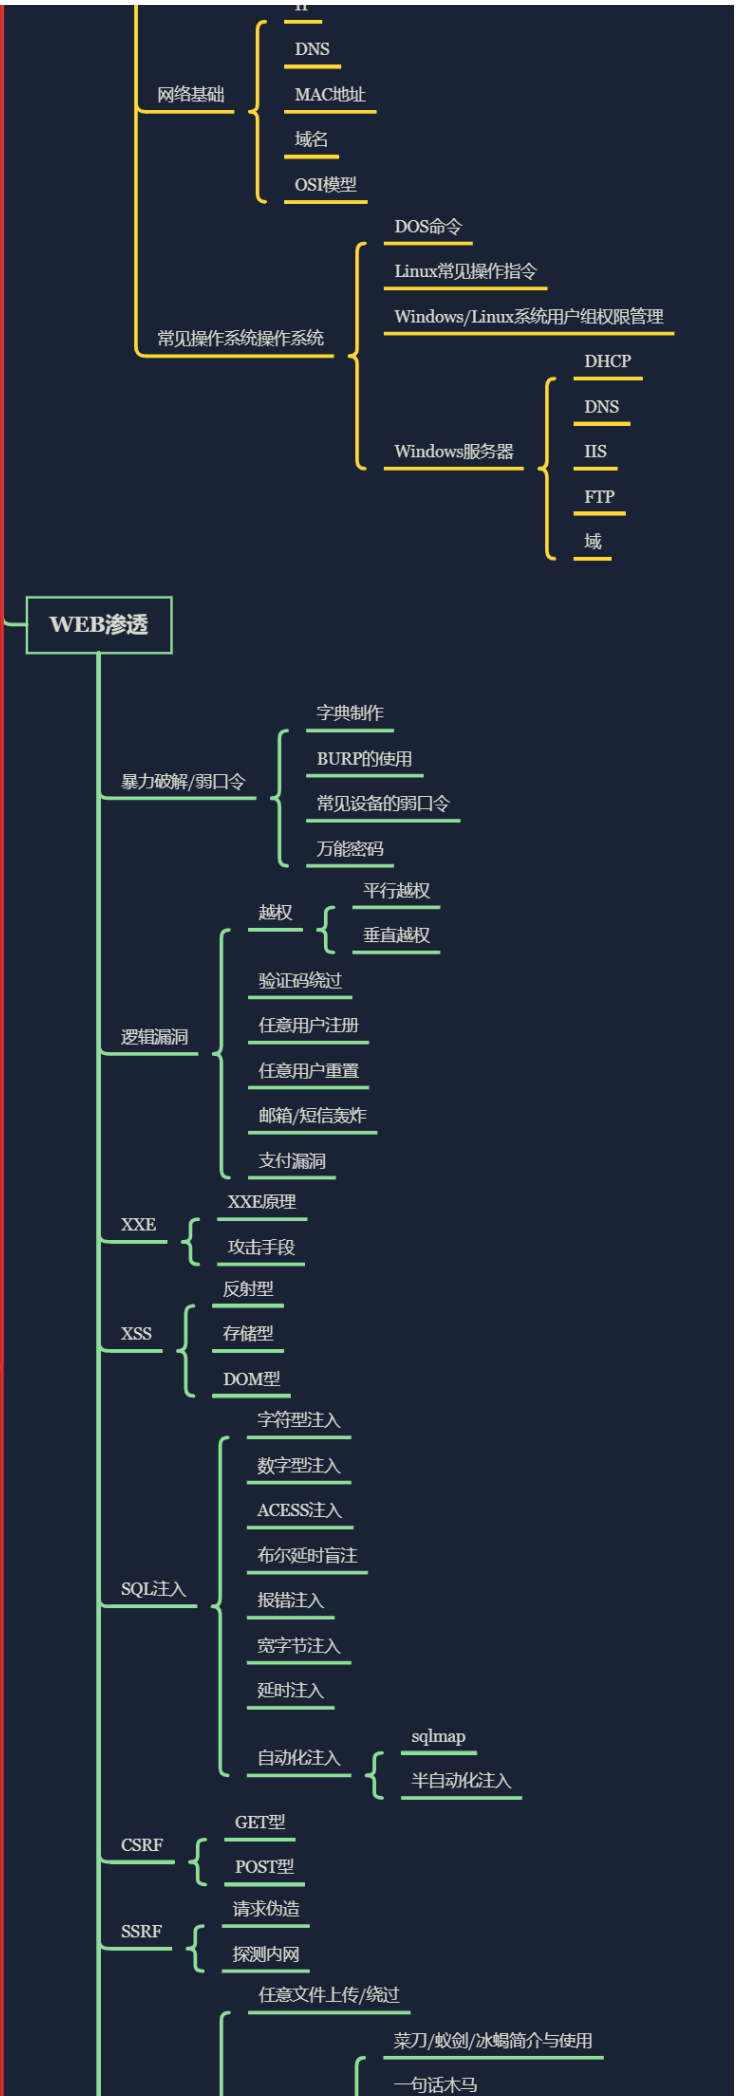 IP
DNS
网络基础
MAC地址
域名
OSI模型
DOS命令
Linux常见操作指令
Windows/Linux系统用户组权限管理
常见操作系统操作系统
DHCP
DNS
Windows服务器
IIS
FTP
域
WEB渗透
字典制作
BURP的使用
暴力破解/弱口令
常见设备的弱口令
万能密码
平行越权
越权
垂直越权
验证码绕过
任意用户注册
逻辑漏洞
任意用户重置
邮箱/短信轰炸
支付漏洞
XXE原理
XXE
攻击手段
反射型
XSS
存储型
DOM型
字符型注入
数字型注入
ACESS注入
布尔延时盲注
SQL注入
报错注入
宽字节注入
延时注入
sqlmap
自动化注入
半自动化注入
GET型
CSRF
POST型
请求伪造
SSRF
探测内网
任意文件上传/绕过
菜刀/蚁剑/冰蝎简介与使用
一句话木马